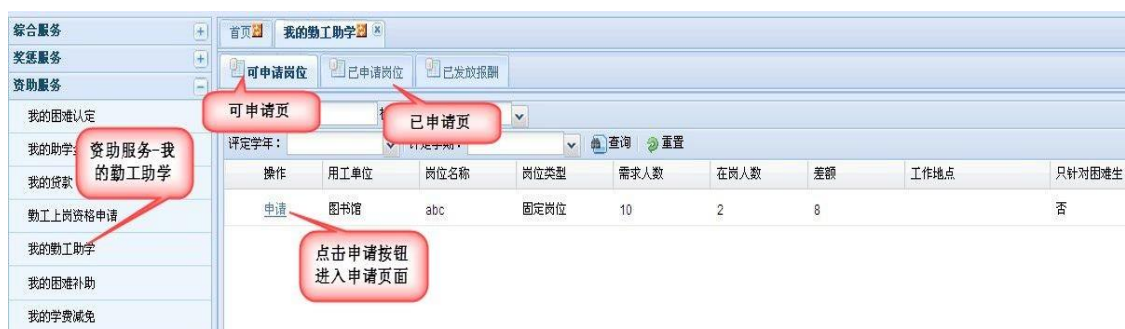 综合服务
奖惩服务
资助服务
我的困难认定
我的助学
我的贷款
勤工上岗资格申请
我的勤工助学
我的困难补助
我的学费减免
资助服务-我
的勤工助学
首页 我的勤工助学
可申请岗位 已申请岗位 已发放报酬
可申请页
已申请页
评定学年： 查询 重置
操作 用工单位 岗位名称 岗位类型 需求人数 在岗人数 差额 工作地点 只针对困难生
申请 图书馆 abc 固定岗位 10 2 8 否
点击申请按钮
进入申请页面